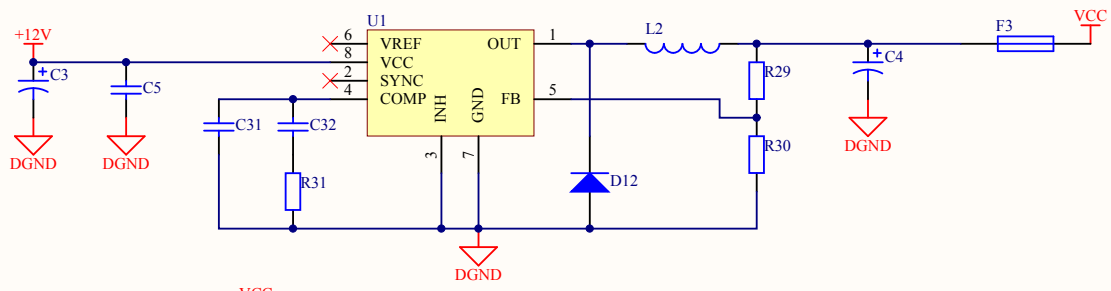 VCC
+12V
U1
L2
F3
6
VREF
OUT
1
8
VCC
2
SYNC
4
COMP
FB
5
INH
GND
3
7
C3
C5
C31
C32
R31
D12
R29
R30
C4
DGND
DGND
DGND
DGND